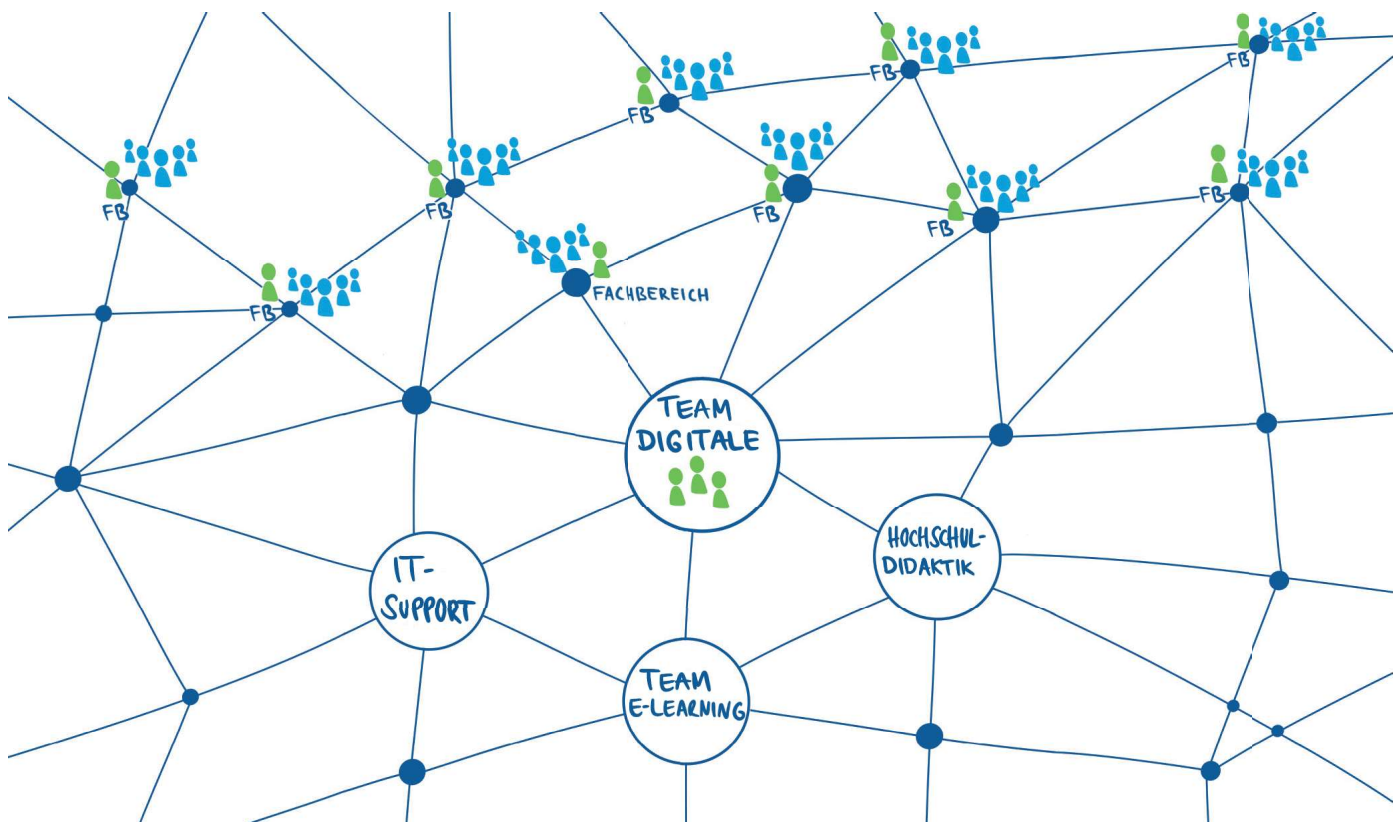 FB
FB
FB
FB
FB
FB
FB
FB
FB
FACHBEREICH
TEAM
DIGITALE
HOCHSCHUL-
DIDAKTIK
IT-
SUPPORT
TEAM
E-LEARNING